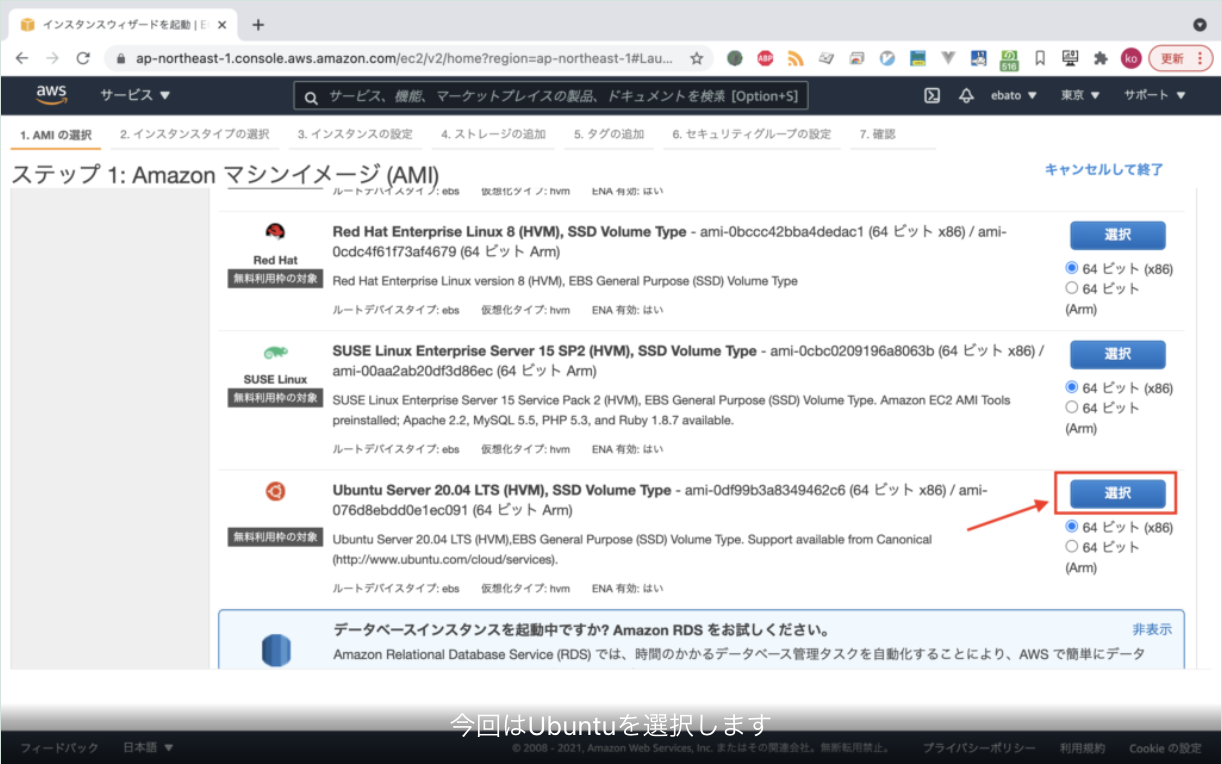 インスタンスウィザードを起動 | E
ap-northeast-1.console.aws.amazon.com/ec2/v2/home?region=ap-northeast-1#Lau...
ABP
516
ko
更新
aws
サービス
サービス、機能、マーケットプレイスの製品、ドキュメントを検索 [Option+S]
ebato
東京
サポート
1. AMI の選択
2. インスタンスタイプの選択
3. インスタンスの設定
4. ストレージの追加
5. タグの追加
6. セキュリティグループの設定
7. 確認
ステップ 1: Amazon マシンイメージ (AMI)
キャンセルして終了
ルートデバイスタイプ: ebs 仮想化タイプ: hvm ENA 有効: はい
Red Hat
無料利用枠の対象
Red Hat Enterprise Linux 8 (HVM), SSD Volume Type - ami-0bccc42bba4dedac1 (64 ビット x86) / ami-
0cdc4f61f73af4679 (64 ビット Arm)
Red Hat Enterprise Linux version 8 (HVM), EBS General Purpose (SSD) Volume Type
ルートデバイスタイプ: ebs 仮想化タイプ: hvm ENA 有効: はい
選択
64 ビット (x86)
64 ビット
(Arm)
SUSE Linux
無料利用枠の対象
SUSE Linux Enterprise Server 15 SP2 (HVM), SSD Volume Type - ami-0cbc0209196a8063b (64 ビット x86) /
ami-00aa2ab20df3d86ec (64 ビット Arm)
SUSE Linux Enterprise Server 15 Service Pack 2 (HVM), EBS General Purpose (SSD) Volume Type. Amazon EC2 AMI Tools
preinstalled; Apache 2.2, MySQL 5.5, PHP 5.3, and Ruby 1.8.7 available.
ルートデバイスタイプ: ebs 仮想化タイプ: hvm ENA 有効: はい
選択
64 ビット (x86)
64 ビット
(Arm)
無料利用枠の対象
Ubuntu Server 20.04 LTS (HVM), SSD Volume Type - ami-0df99b3a8349462c6 (64 ビット x86) / ami-
076d8ebdd0e1ec091 (64 ビット Arm)
Ubuntu Server 20.04 LTS (HVM),EBS General Purpose (SSD) Volume Type. Support available from Canonical
(http://www.ubuntu.com/cloud/services).
ルートデバイスタイプ: ebs 仮想化タイプ: hvm ENA 有効: はい
選択
64 ビット (x86)
64 ビット
(Arm)
データベースインスタンスを起動中ですか? Amazon RDS をお試しください。
非表示
Amazon Relational Database Service (RDS) では、時間のかかるデータベース管理タスクを自動化することにより、AWS で簡単にデータ
今回はUbuntuを選択します
フィードバック
日本語
© 2008 - 2021, Amazon Web Services, Inc. またはその関連会社。無断転用禁止。
プライバシーポリシー
利用規約
Cookie の設定